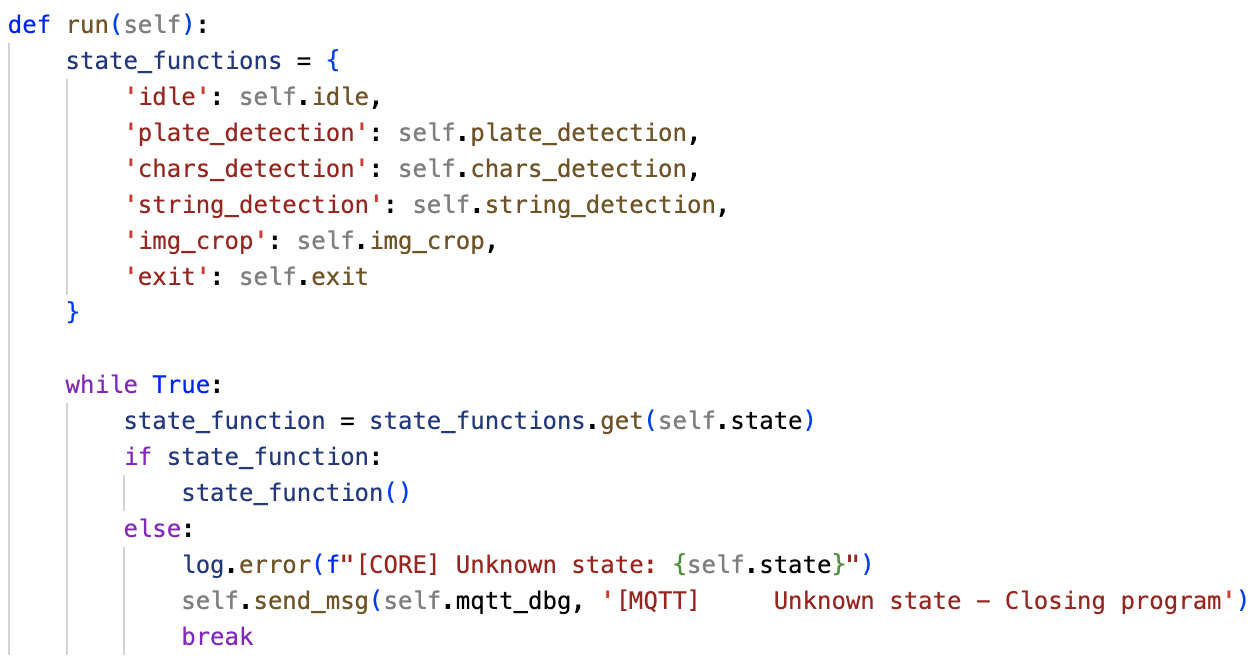 def run(self):
    state_functions = {
        'idle': self.idle,
        'plate_detection': self.plate_detection,
        'chars_detection': self.chars_detection,
        'string_detection': self.string_detection,
        'img_crop': self.img_crop,
        'exit': self.exit
    }

    while True:
        state_function = state_functions.get(self.state)
        if state_function:
            state_function()
        else:
            log.error(f"[CORE] Unknown state: {self.state}")
            self.send_msg(self.mqtt_dbg, '[MQTT]     Unknown state – Closing program')
            break